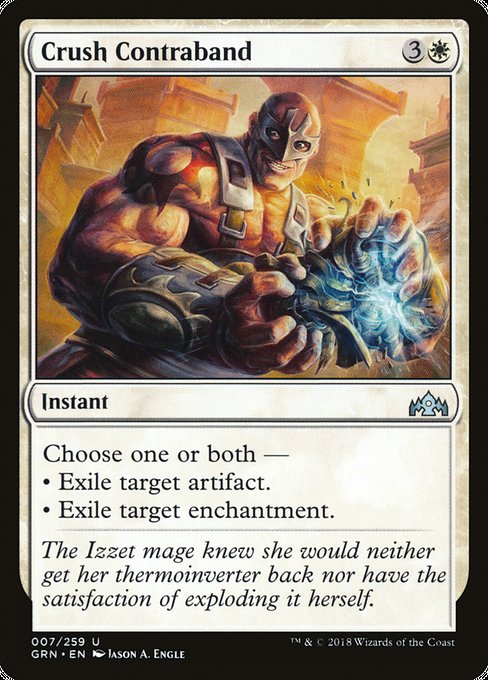 Crush Contraband 3
Instant
Choose one or both —
• Exile target artifact.
• Exile target enchantment.
The Izzet mage knew she would neither
get her thermoinverter back nor have the
satisfaction of exploding it herself.
007/259 U
GRN • EN Jason A. Engle
™ & © 2018 Wizards of the Coast